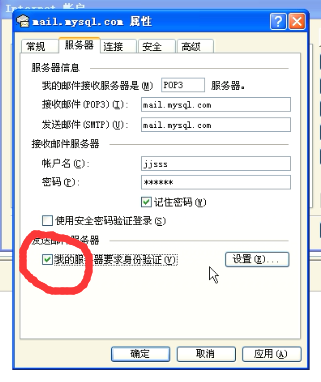 Internet 帐户
mail.mysql.com 属性
常规 服务器 连接 安全 高级
服务器信息
我的邮件接收服务器是(M) POP3 服务器。
接收邮件(POP3)(I): mail.mysql.com
发送邮件(SMTP)(U): mail.mysql.com
接收邮件服务器
帐户名(C): jjsss
密码(P): ******
记住密码(W)
使用安全密码验证登录(S)
发送邮件服务器
我的服务器要求身份验证(V)
设置(E)...
确定 取消 应用(A)